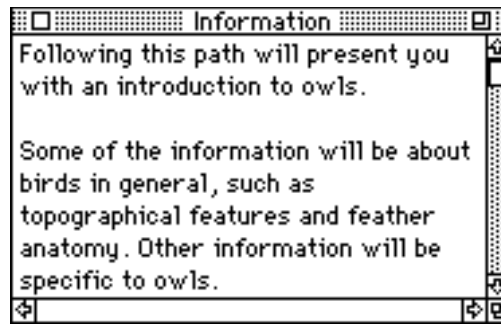 Information
Following this path will present you
with an introduction to owls.
Some of the information will be about
birds in general, such as
topographical features and feather
anatomy. Other information will be
specific to owls.